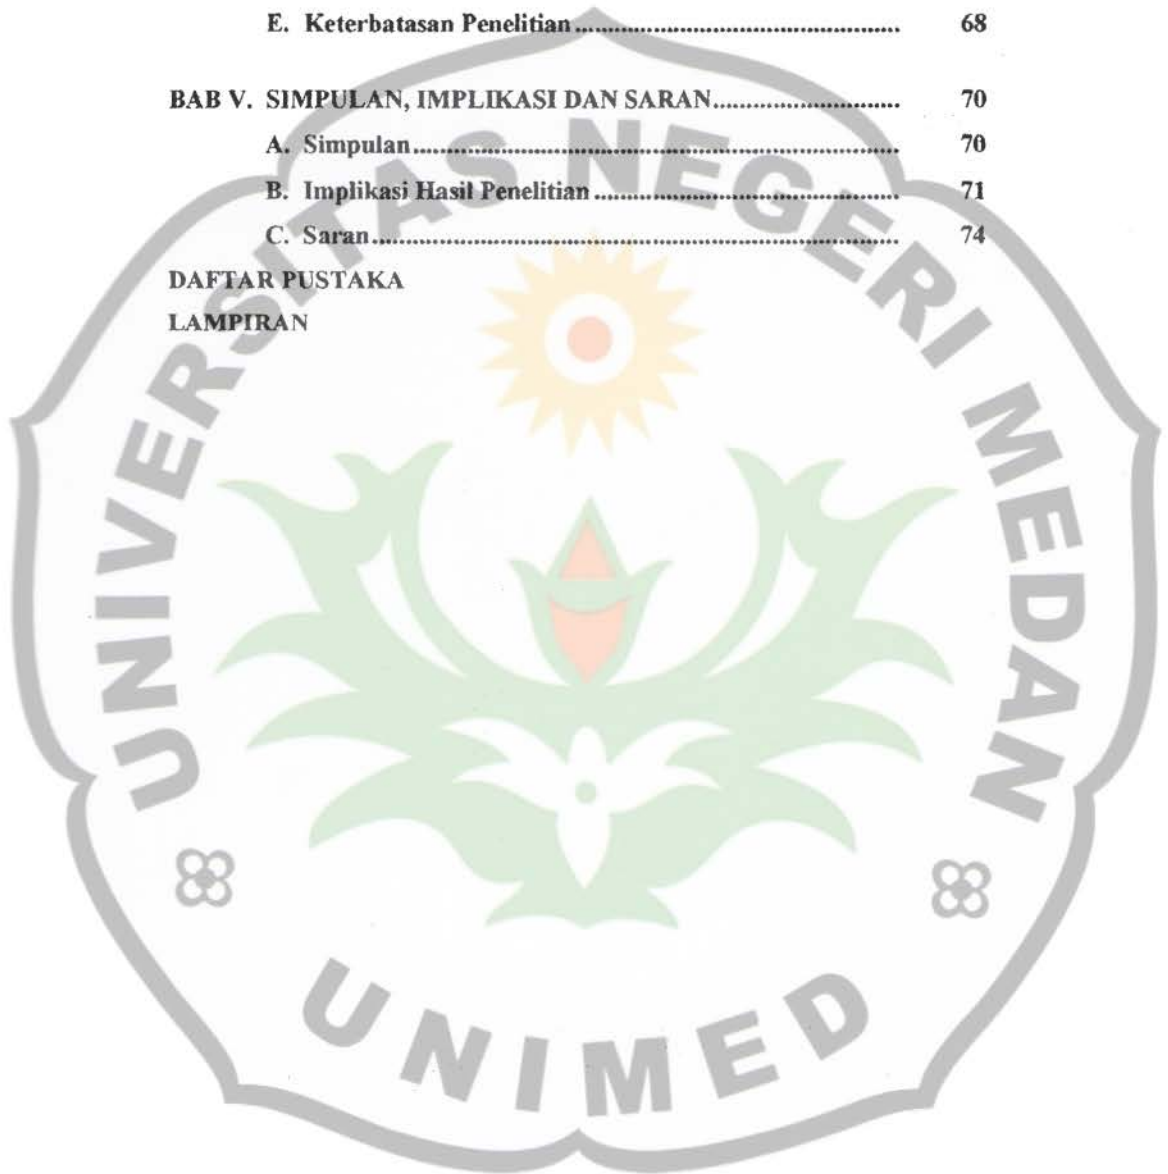 E. Keterbatasan Penelitian ................................................ 68
BAB V. SIMPULAN, IMPLIKASI DAN SARAN ........................... 70
A. Simpulan ........................................................................ 70
B. Implikasi Hasil Penelitian ............................................. 71
C. Saran .............................................................................. 74
DAFTAR PUSTAKA
LAMPIRAN
UNIVERSITAS NEGERI MEDAN
UNIMED